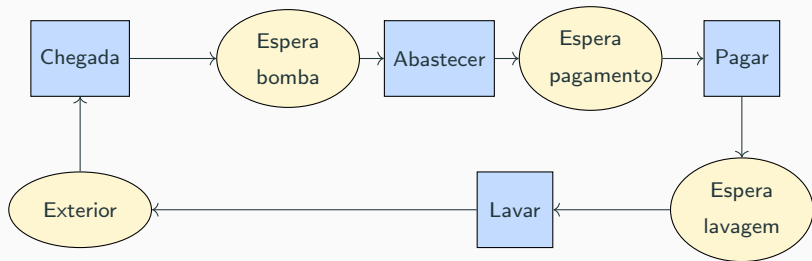 Chegada
Espera
bomba
Abastecer
Espera
pagamento
Pagar
Exterior
Lavar
Espera
lavagem